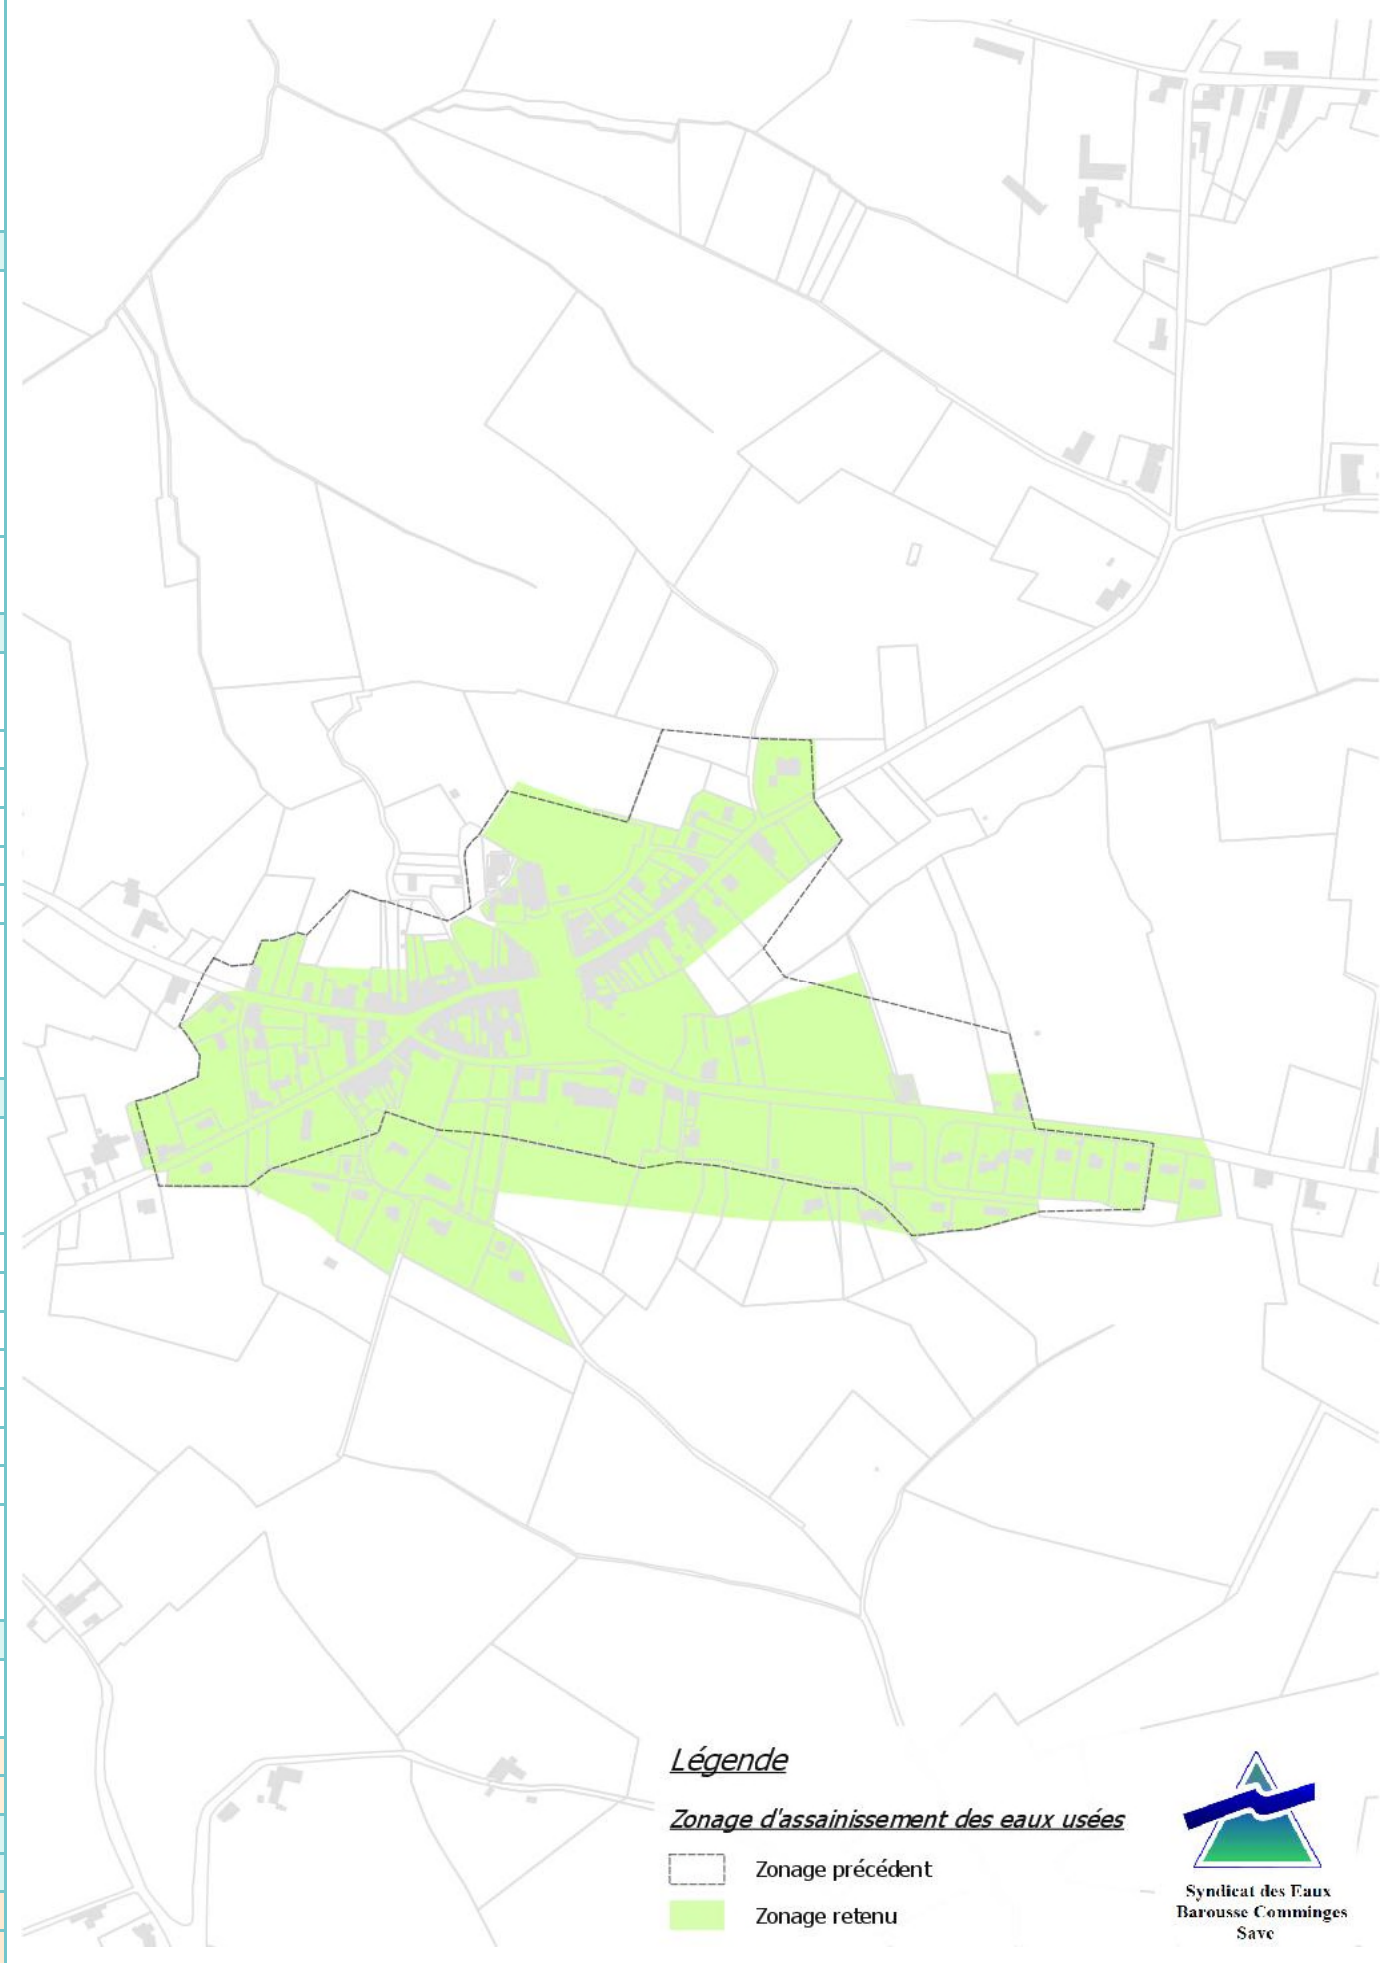 Légende
Zonage d'assainissement des eaux usées
Zonage précédent
Zonage retenu
Syndicat des Eaux
Barousse Comminges
Save